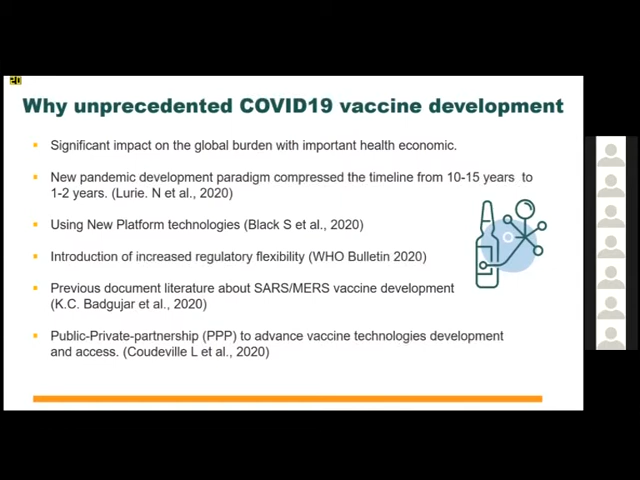 20
Why unprecedented COVID19 vaccine development
Significant impact on the global burden with important health economic.
New pandemic development paradigm compressed the timeline from 10-15 years to
1-2 years. (Lurie. N et al., 2020)
Using New Platform technologies (Black S et al., 2020)
Introduction of increased regulatory flexibility (WHO Bulletin 2020)
Previous document literature about SARS/MERS vaccine development
(K.C. Badgujar et al., 2020)
Public-Private-partnership (PPP) to advance vaccine technologies development
and access. (Coudeville L et al., 2020)